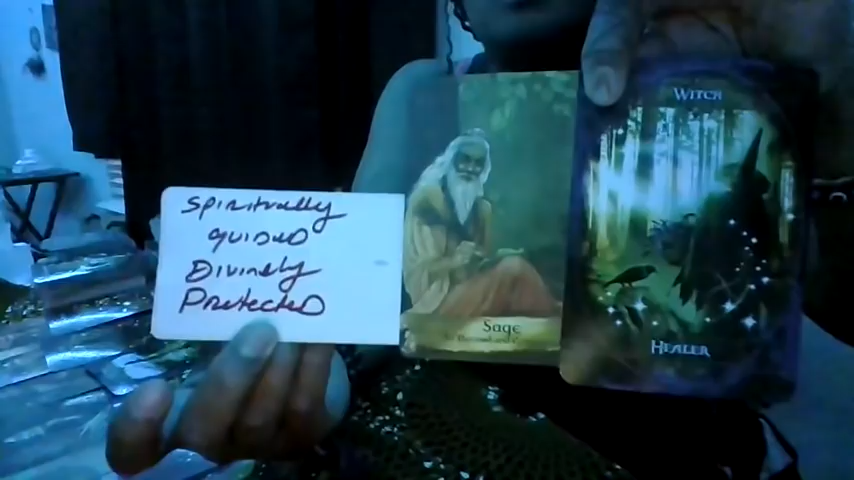 Spiritually
guided
Divinely
Protected
Sage
Witch
Healer